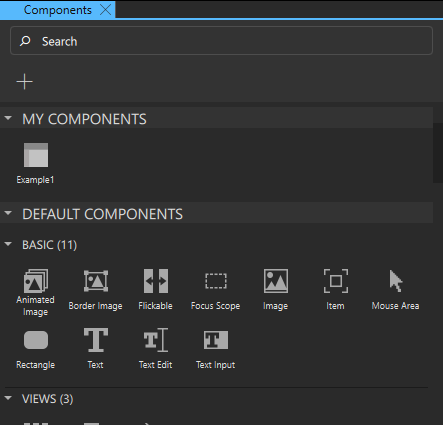 Components
Search
MY COMPONENTS
Example1
DEFAULT COMPONENTS
BASIC (11)
Animated Image
Border Image
Flickable
Focus Scope
Image
Item
Mouse Area
Rectangle
Text
Text Edit
Text Input
VIEWS (3)